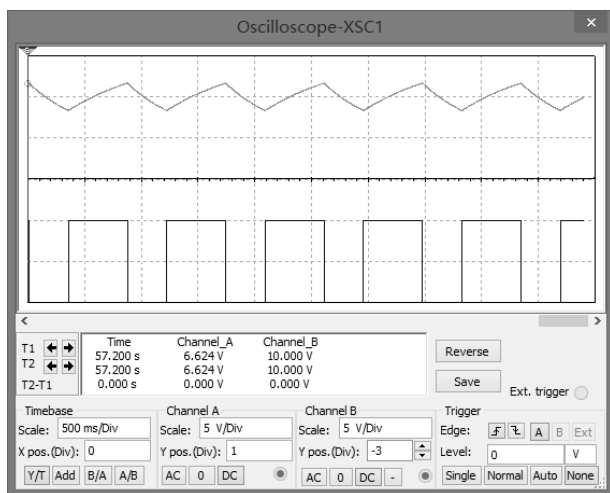 Oscilloscope-XSC1 ×
< >
T1 Time Channel_A Channel_B
57.200 s 6.624 V 10.000 V
T2 57.200 s 6.624 V 10.000 V
T2-T1 0.000 s 0.000 V 0.000 V
Reverse
Save
Ext. trigger
Timebase Channel A Channel B Trigger
Scale: 500 ms/Div Scale: 5 V/Div Scale: 5 V/Div Edge: A B Ext
X pos.(Div): 0 Y pos.(Div): 1 Y pos.(Div): -3 Level: 0 V
Y/T Add B/A A/B AC 0 DC AC 0 DC - Single Normal Auto None